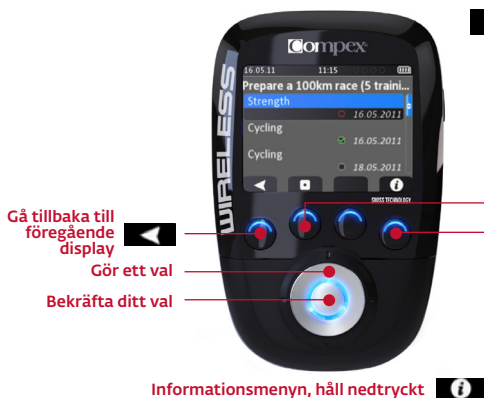 Compex
WIRELESS
16.05.11 11:15
Prepare a 100km race (5 traini...
Strength
16.05.2011
Cycling
16.05.2011
Cycling
18.05.2011
i
SWISS TECHNOLOGY
Gå tillbaka till
föregående
display
Gör ett val
Bekräfta ditt val
Informationsmenyn, håll nedtryckt i